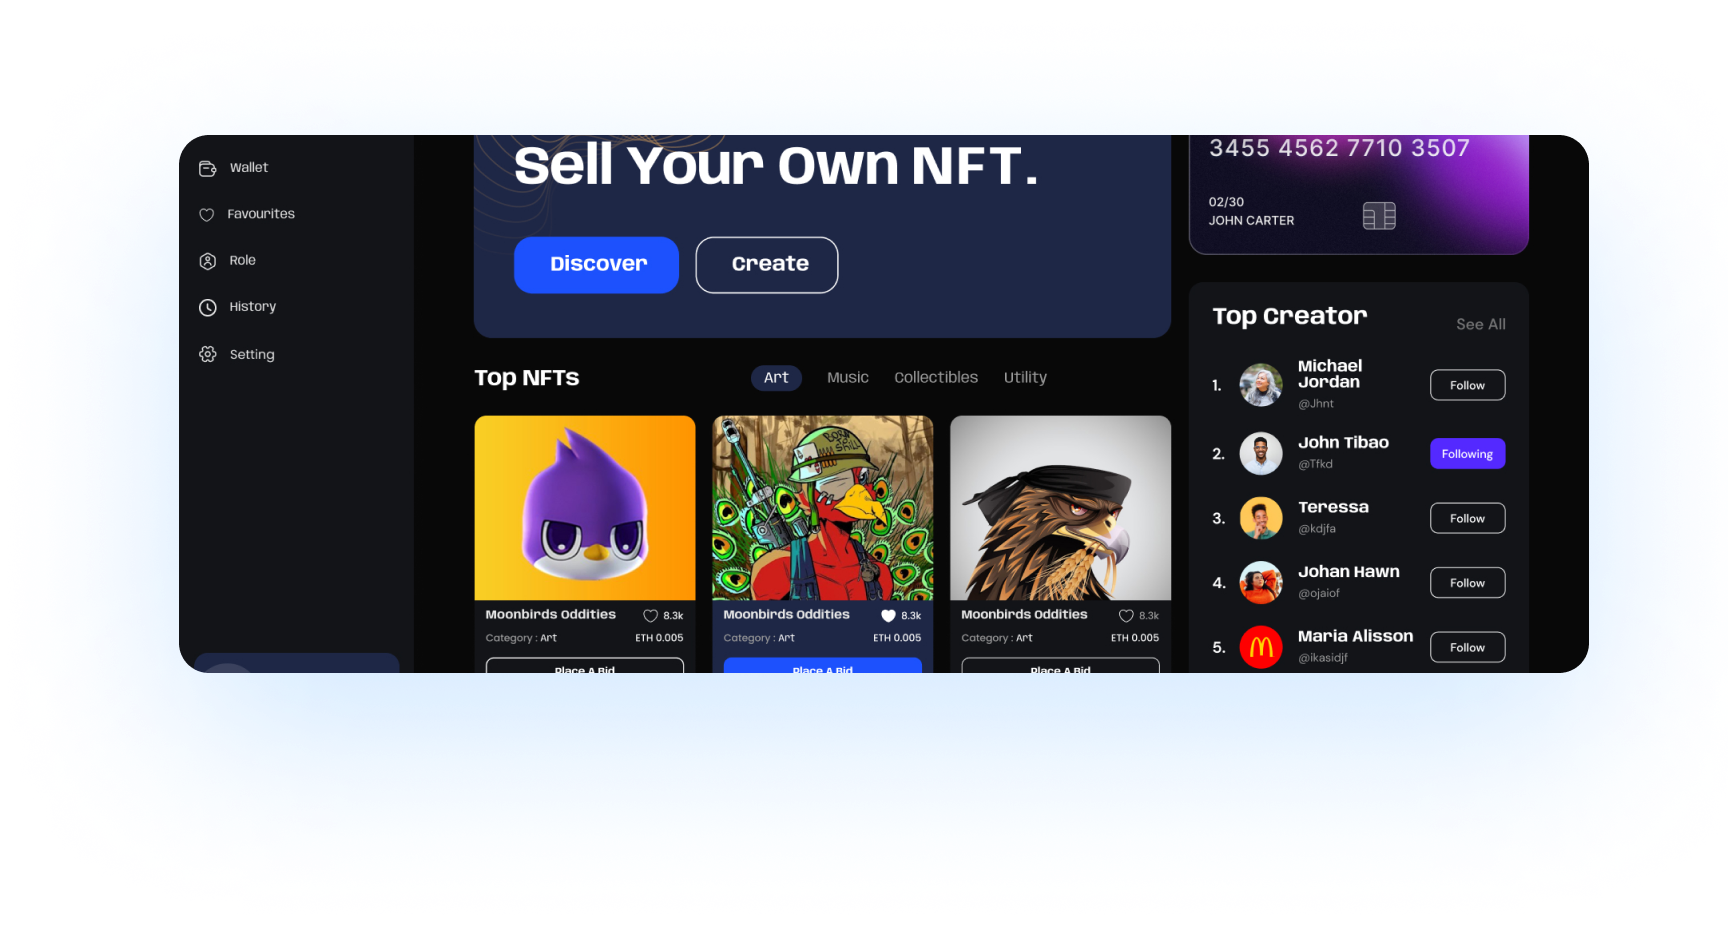 Wallet
Favourites
Role
History
Setting
Sell Your Own NFT.
Discover
Create
Top NFTs
Art
Music
Collectibles
Utility
BORN
Moonbirds Oddities
8.3k
Category : Art
ETH 0.005
Place A Bid
Moonbirds Oddities
8.3k
Category : Art
ETH 0.005
Place A Bid
Moonbirds Oddities
8.3k
Category : Art
ETH 0.005
Place A Bid
3455 4562 7710 3507
02/30
JOHN CARTER
Top Creator
See All
1.
Michael
Jordan
@Jhnt
Follow
2.
John Tibao
@Tfkd
Following
3.
Teressa
@kdjfa
Follow
4.
Johan Hawn
@ojaiof
Follow
5.
Maria Alisson
@ikasidjf
Follow